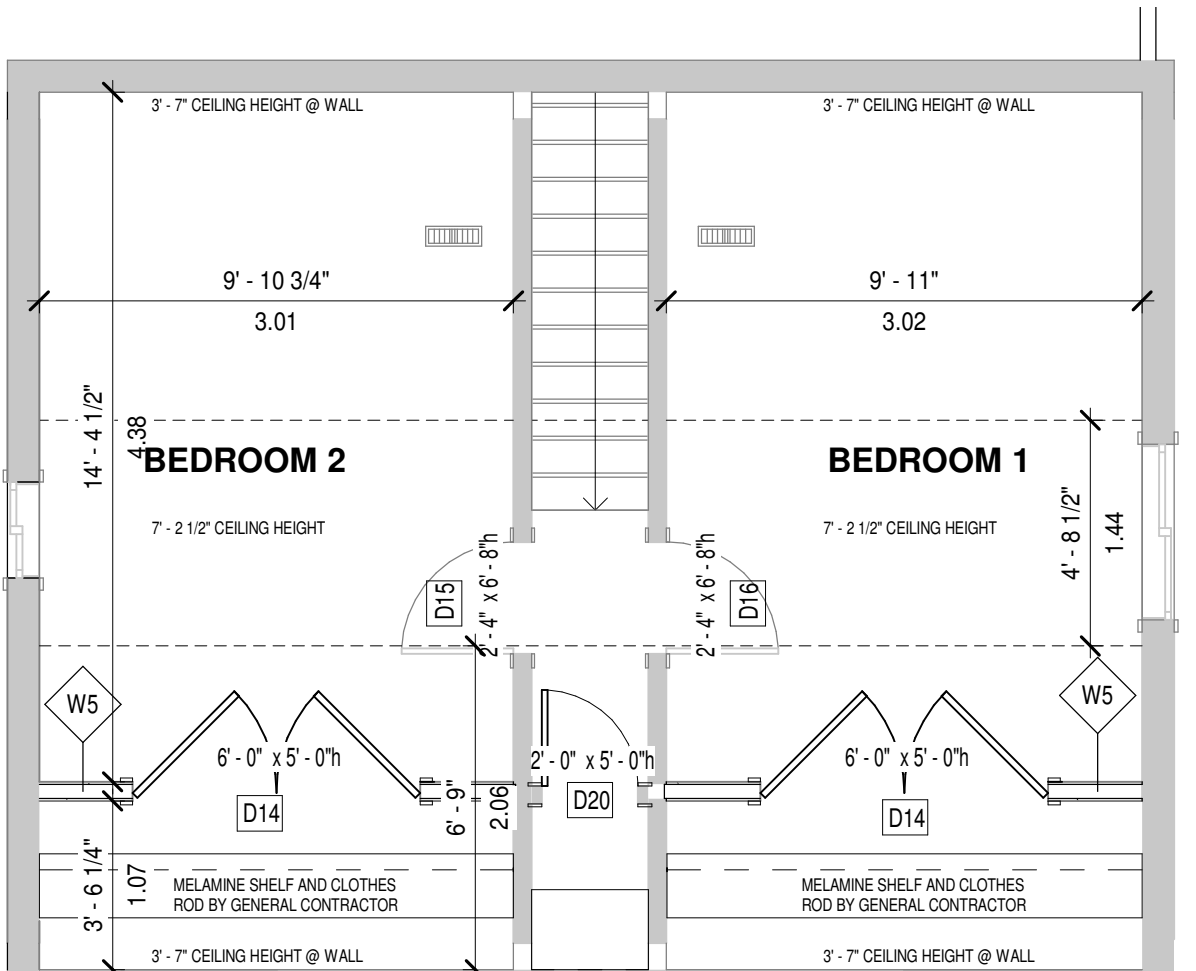 3' - 7" CEILING HEIGHT @ WALL
3' - 7" CEILING HEIGHT @ WALL
9' - 10 3/4"
3.01
9' - 11"
3.02
14' - 4 1/2"
4.38
BEDROOM 2
BEDROOM 1
7' - 2 1/2" CEILING HEIGHT
7' - 2 1/2" CEILING HEIGHT
4' - 8 1/2"
1.44
D15
2' - 4" x 6' - 8"h
2' - 4" x 6' - 8"h
D16
W5
W5
6' - 0" x 5' - 0"h
2' - 0" x 5' - 0"h
6' - 0" x 5' - 0"h
D14
6' - 9"
2.06
D20
D14
3' - 6 1/4"
1.07
MELAMINE SHELF AND CLOTHES
ROD BY GENERAL CONTRACTOR
MELAMINE SHELF AND CLOTHES
ROD BY GENERAL CONTRACTOR
3' - 7" CEILING HEIGHT @ WALL
3' - 7" CEILING HEIGHT @ WALL